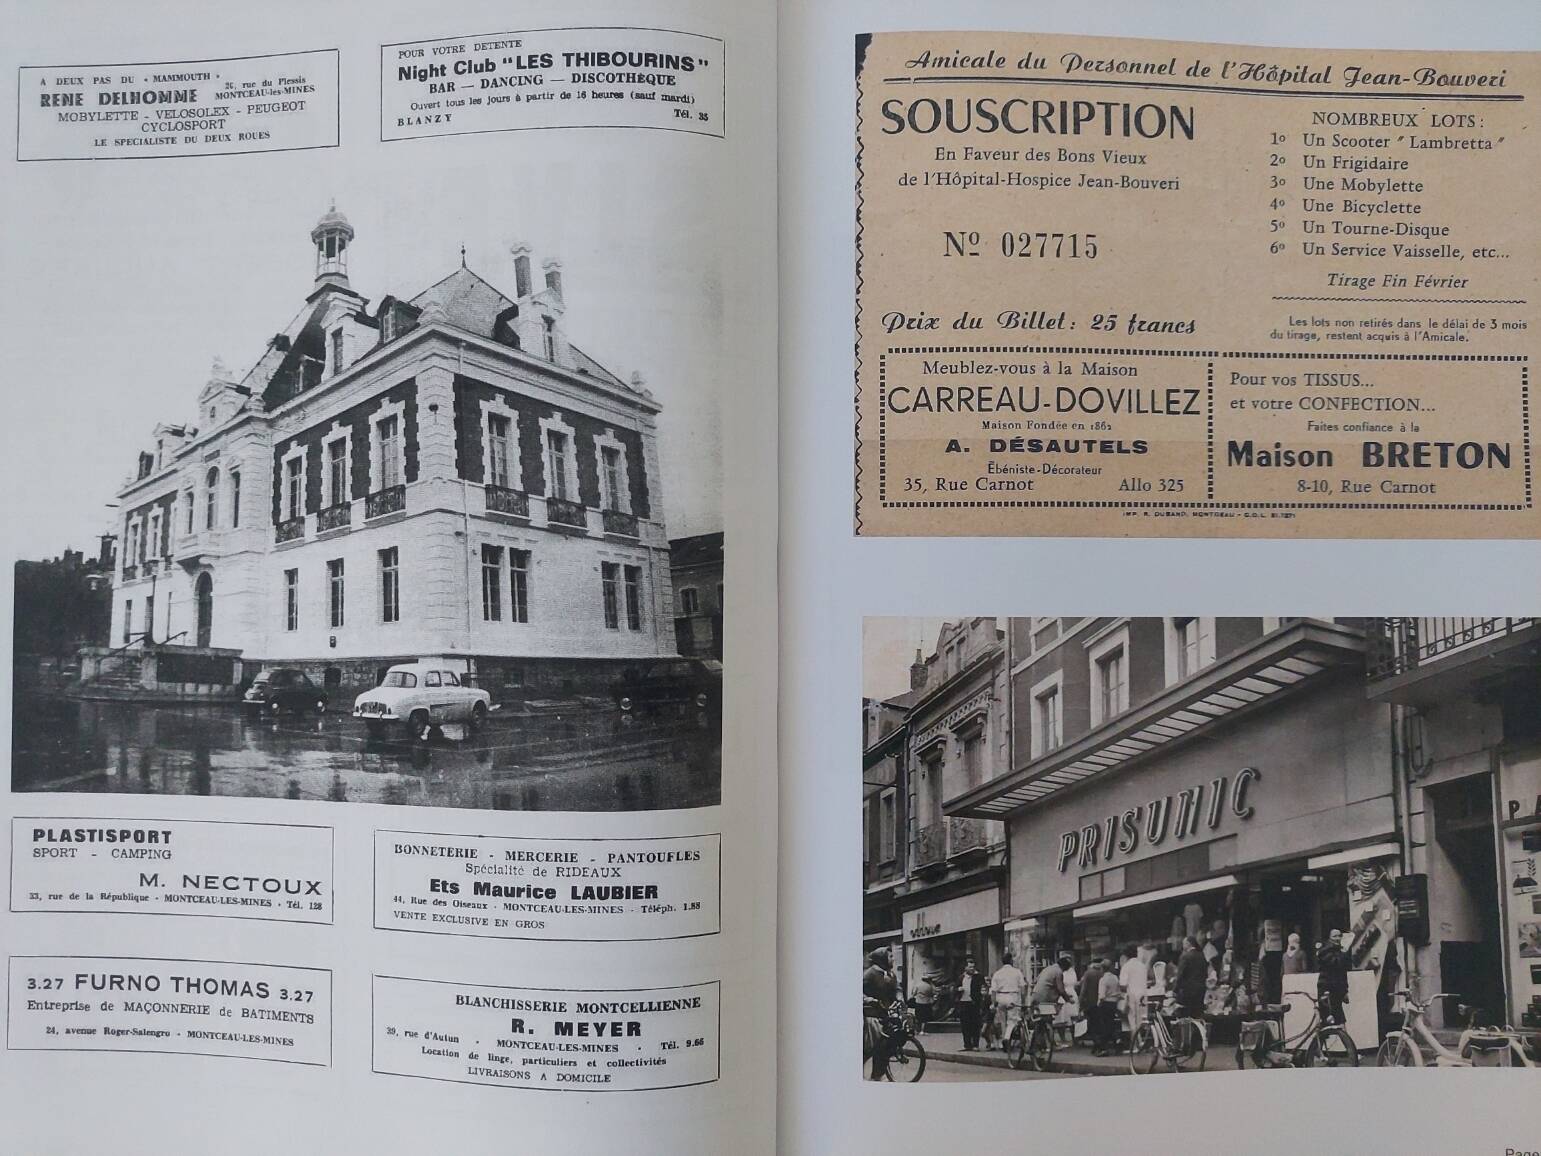 A DEUX PAS DU « MAMMOUTH »
RENE DELHOMME 26, rue du Plessis
MONTCEAU-les-MINES
MOBYLETTE - VELOSOLEX - PEUGEOT
CYCLOSPORT
LE SPECIALISTE DU DEUX ROUES
POUR VOTRE DETENTE
Night Club "LES THIBOURINS"
BAR — DANCING — DISCOTHÈQUE
Ouvert tous les jours à partir de 16 heures (sauf mardi)
BLANZY Tél. 35
PLASTISPORT
SPORT - CAMPING
M. NECTOUX
33, rue de la République - MONTCEAU-LES-MINES - Tél. 128
BONNETERIE - MERCERIE - PANTOUFLES
Spécialité de RIDEAUX
Ets Maurice LAUBIER
44, Rue des Oiseaux - MONTCEAU-LES-MINES - Téléph. 1.88
VENTE EXCLUSIVE EN GROS
3.27 FURNO THOMAS 3.27
Entreprise de MAÇONNERIE de BATIMENTS
24, avenue Roger-Salengro - MONTCEAU-LES-MINES
BLANCHISSERIE MONTCELLIENNE
R. MEYER
39, rue d'Autun - MONTCEAU-LES-MINES - Tél. 9.66
Location de linge, particuliers et collectivités
LIVRAISONS A DOMICILE
Amicale du Personnel de l'Hôpital Jean-Bouveri
SOUSCRIPTION
En Faveur des Bons Vieux
de l'Hôpital-Hospice Jean-Bouveri
Nº 027715
Prix du Billet : 25 francs
NOMBREUX LOTS :
1º Un Scooter "Lambretta"
2º Un Frigidaire
3º Une Mobylette
4º Une Bicyclette
5º Un Tourne-Disque
6º Un Service Vaisselle, etc...
Tirage Fin Février
Les lots non retirés dans le délai de 3 mois
du tirage, restent acquis à l'Amicale.
Meublez-vous à la Maison
CARREAU-DOVILLEZ
Maison Fondée en 1862
A. DÉSAUTELS
Ébéniste-Décorateur
35, Rue Carnot Allo 325
Pour vos TISSUS...
et votre CONFECTION...
Faites confiance à la
Maison BRETON
8-10, Rue Carnot
IMP. R. DURAND, MONTCEAU - C.O.L.
PRISUNIC
Page